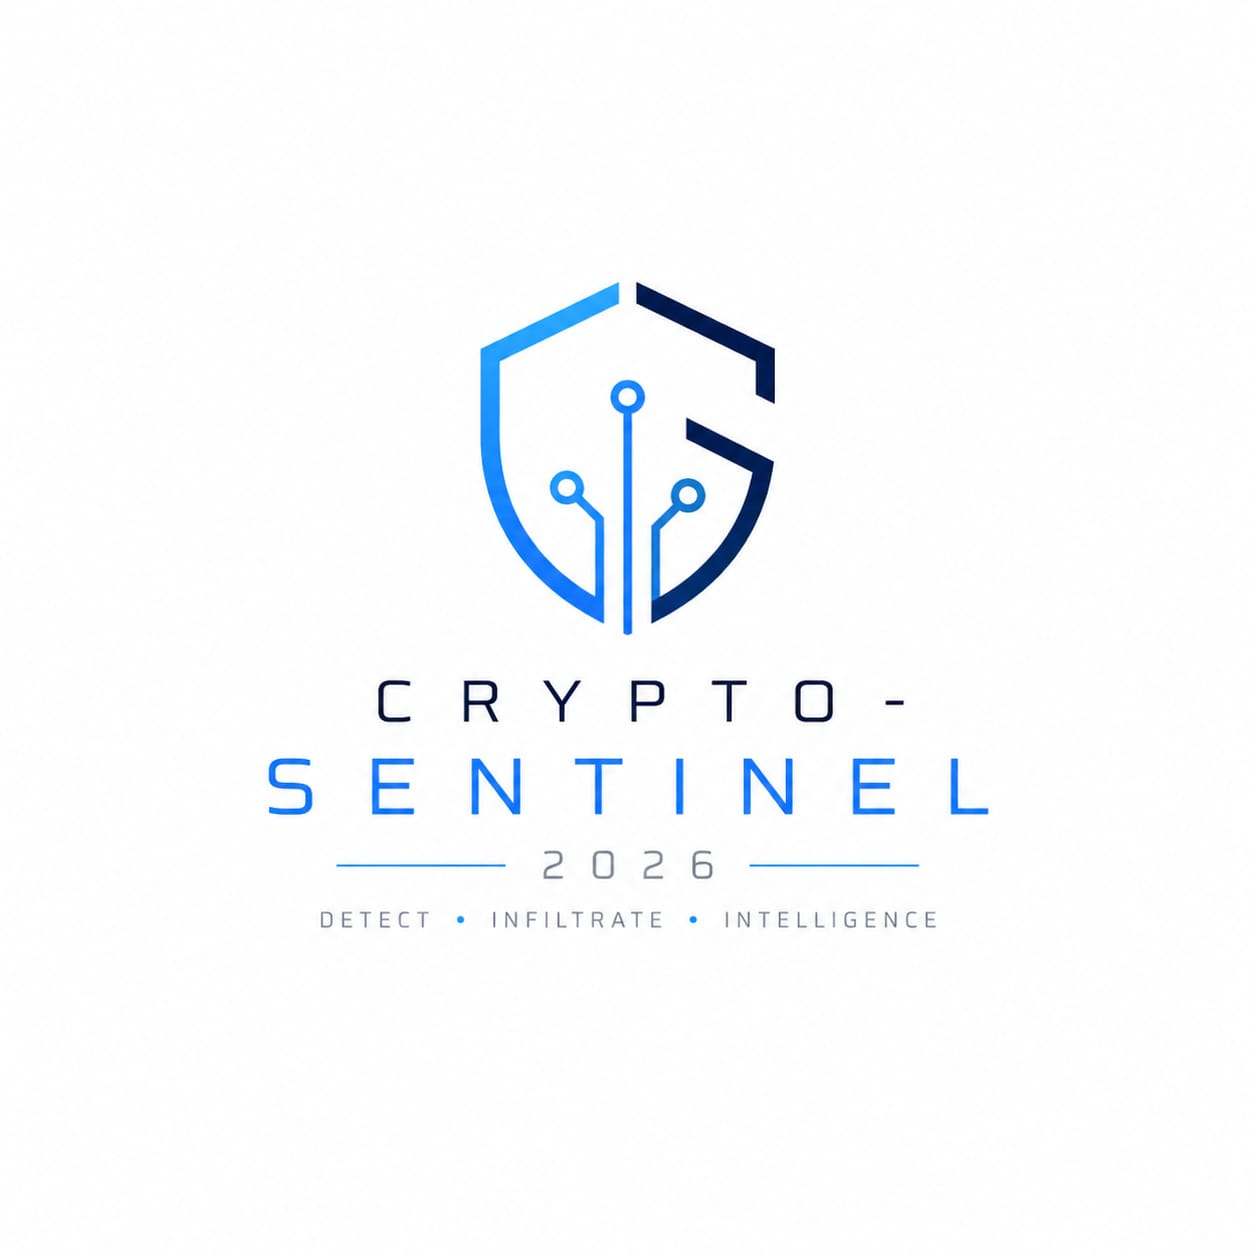 CRYPTO-
SENTINEL
2026
DETECT • INFILTRATE • INTELLIGENCE